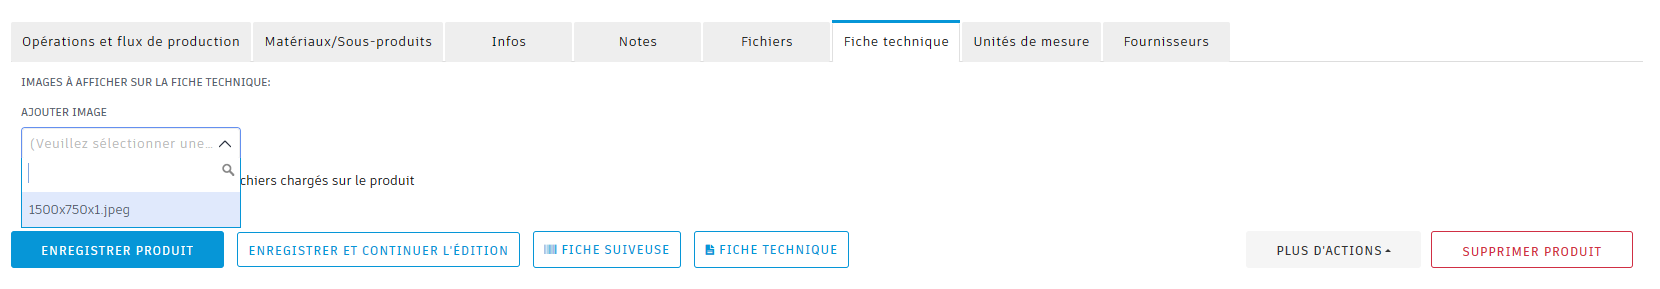 Opérations et flux de production Matériaux/Sous-produits Infos Notes Fichiers Fiche technique Unités de mesure Fournisseurs
IMAGES À AFFICHER SUR LA FICHE TECHNIQUE:
AJOUTER IMAGE
(Veuillez sélectionner une...
chiers chargés sur le produit
1500x750x1.jpeg
ENREGISTRER PRODUIT ENREGISTRER ET CONTINUER L'ÉDITION FICHE SUIVEUSE FICHE TECHNIQUE PLUS D'ACTIONS SUPPRIMER PRODUIT